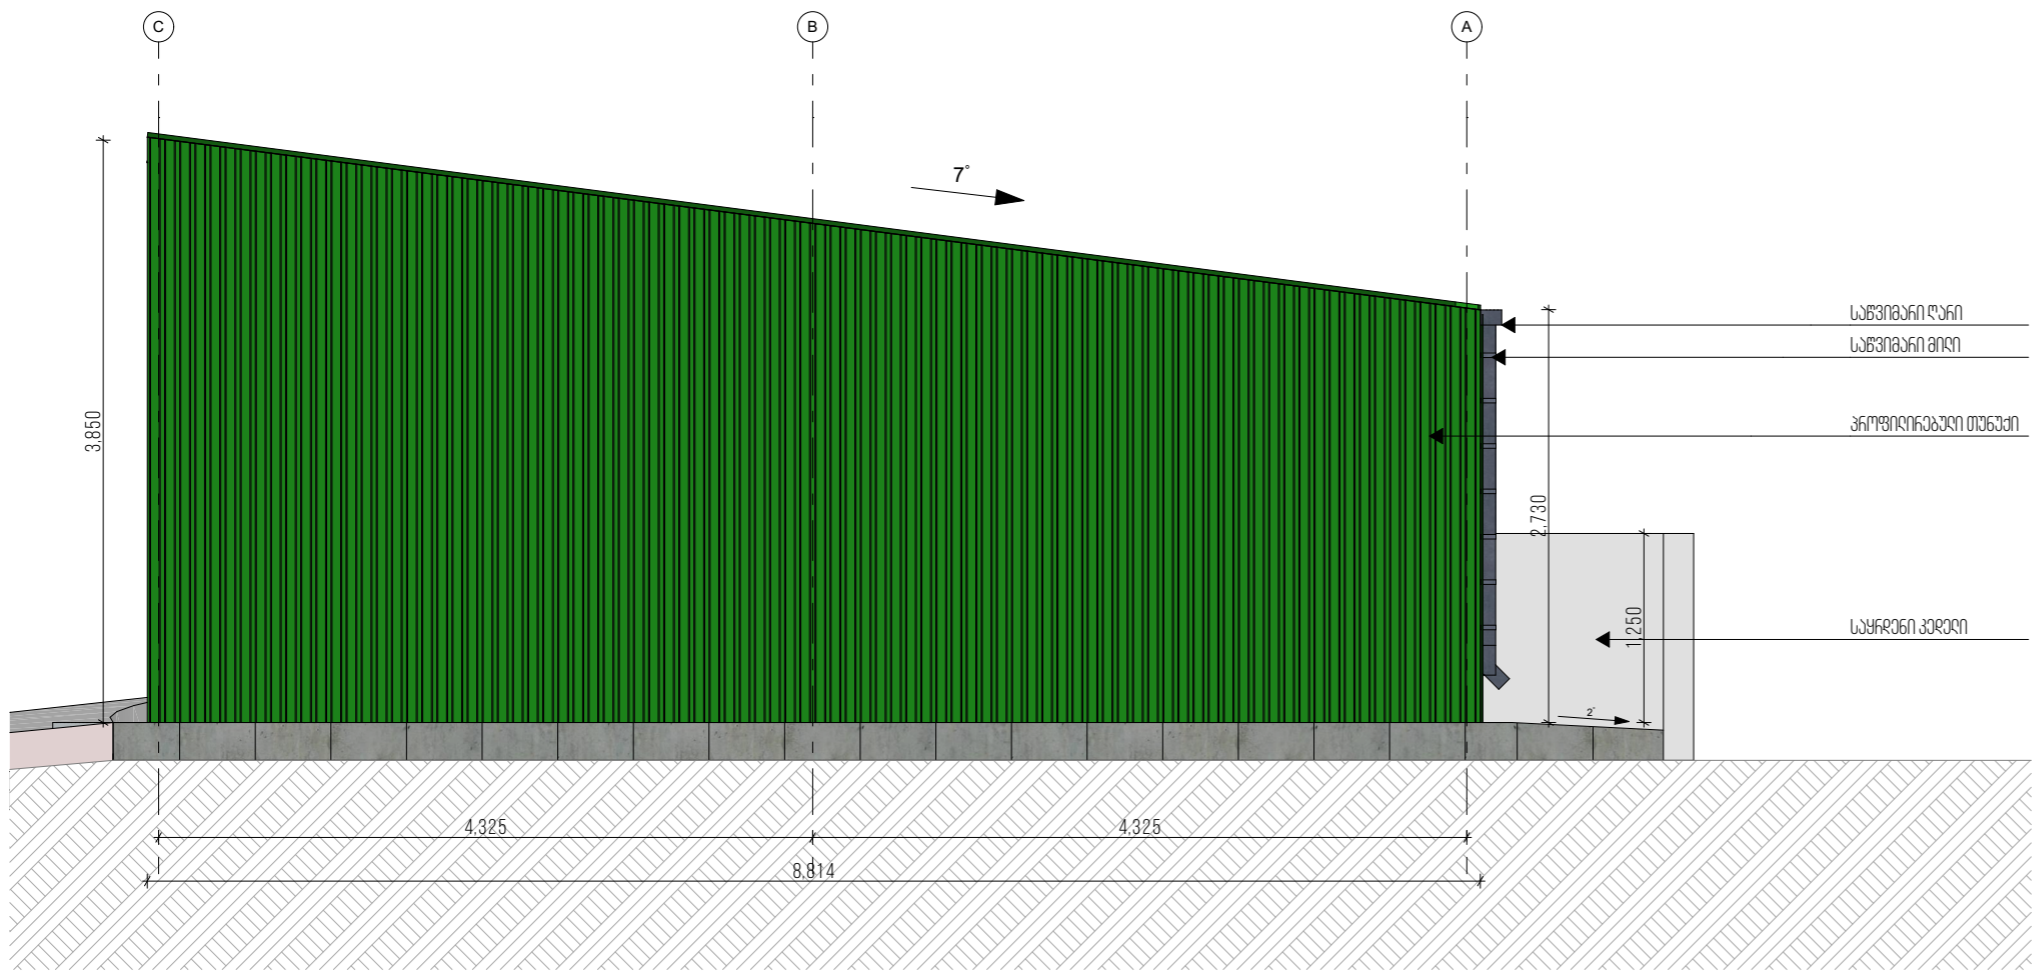 C
B
A
7°
საწვიმარი ღარი
საწვიმარი მილი
3,850
პროფილირებული თუნუქი
2,730
1,250
საყრდენი კედელი
2°
4,325
4,325
8,814